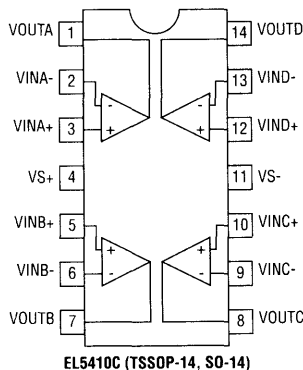 VOUTA 1 14 VOUTD
VINA- 2 - - 13 VIND-
VINA+ 3 + + 12 VIND+
VS+ 4 11 VS-
VINB+ 5 + + 10 VINC+
VINB- 6 - - 9 VINC-
VOUTB 7 8 VOUTC
EL5410C (TSSOP-14, SO-14)